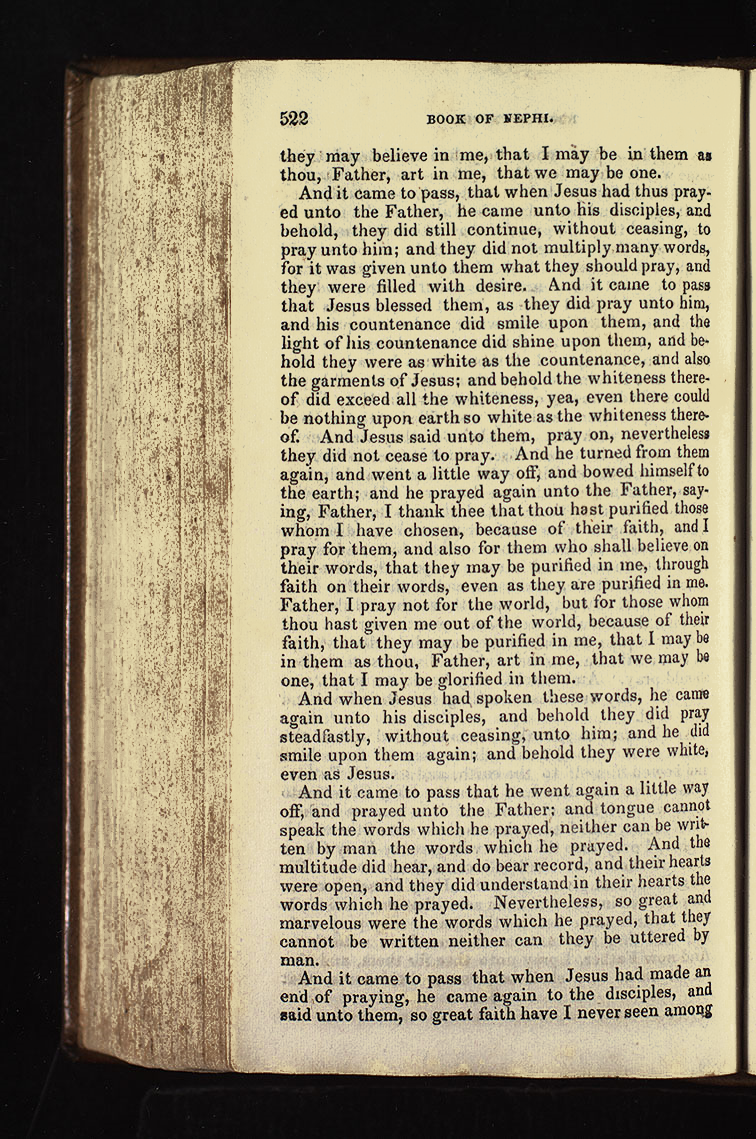 522 BOOK OF NEPHI.
they may believe in me, that I may be in them as
thou, Father, art in me, that we may be one.
And it came to pass, that when Jesus had thus pray-
ed unto the Father, he came unto his disciples, and
behold, they did still continue, without ceasing, to
pray unto him; and they did not multiply many words,
for it was given unto them what they should pray, and
they were filled with desire. And it came to pass
that Jesus blessed them, as they did pray unto him,
and his countenance did smile upon them, and the
light of his countenance did shine upon them, and be-
hold they were as white as the countenance, and also
the garments of Jesus; and behold the whiteness there-
of did exceed all the whiteness, yea, even there could
be nothing upon earth so white as the whiteness there-
of. And Jesus said unto them, pray on, nevertheless
they did not cease to pray. And he turned from them
again, and went a little way off, and bowed himself to
the earth; and he prayed again unto the Father, say-
ing, Father, I thank thee that thou hast purified those
whom I have chosen, because of their faith, and I
pray for them, and also for them who shall believe on
their words, that they may be purified in me, through
faith on their words, even as they are purified in me.
Father, I pray not for the world, but for those whom
thou hast given me out of the world, because of their
faith, that they may be purified in me, that I may be
in them as thou, Father, art in me, that we may be
one, that I may be glorified in them.
And when Jesus had spoken these words, he came
again unto his disciples, and behold they did pray
steadfastly, without ceasing, unto him; and he did
smile upon them again; and behold they were white,
even as Jesus.
And it came to pass that he went again a little way
off, and prayed unto the Father; and tongue cannot
speak the words which he prayed, neither can be writ-
ten by man the words which he prayed. And the
multitude did hear, and do bear record, and their hearts
were open, and they did understand in their hearts the
words which he prayed. Nevertheless, so great and
marvelous were the words which he prayed, that they
cannot be written neither can they be uttered by
man.
And it came to pass that when Jesus had made an
end of praying, he came again to the disciples, and
said unto them, so great faith have I never seen among